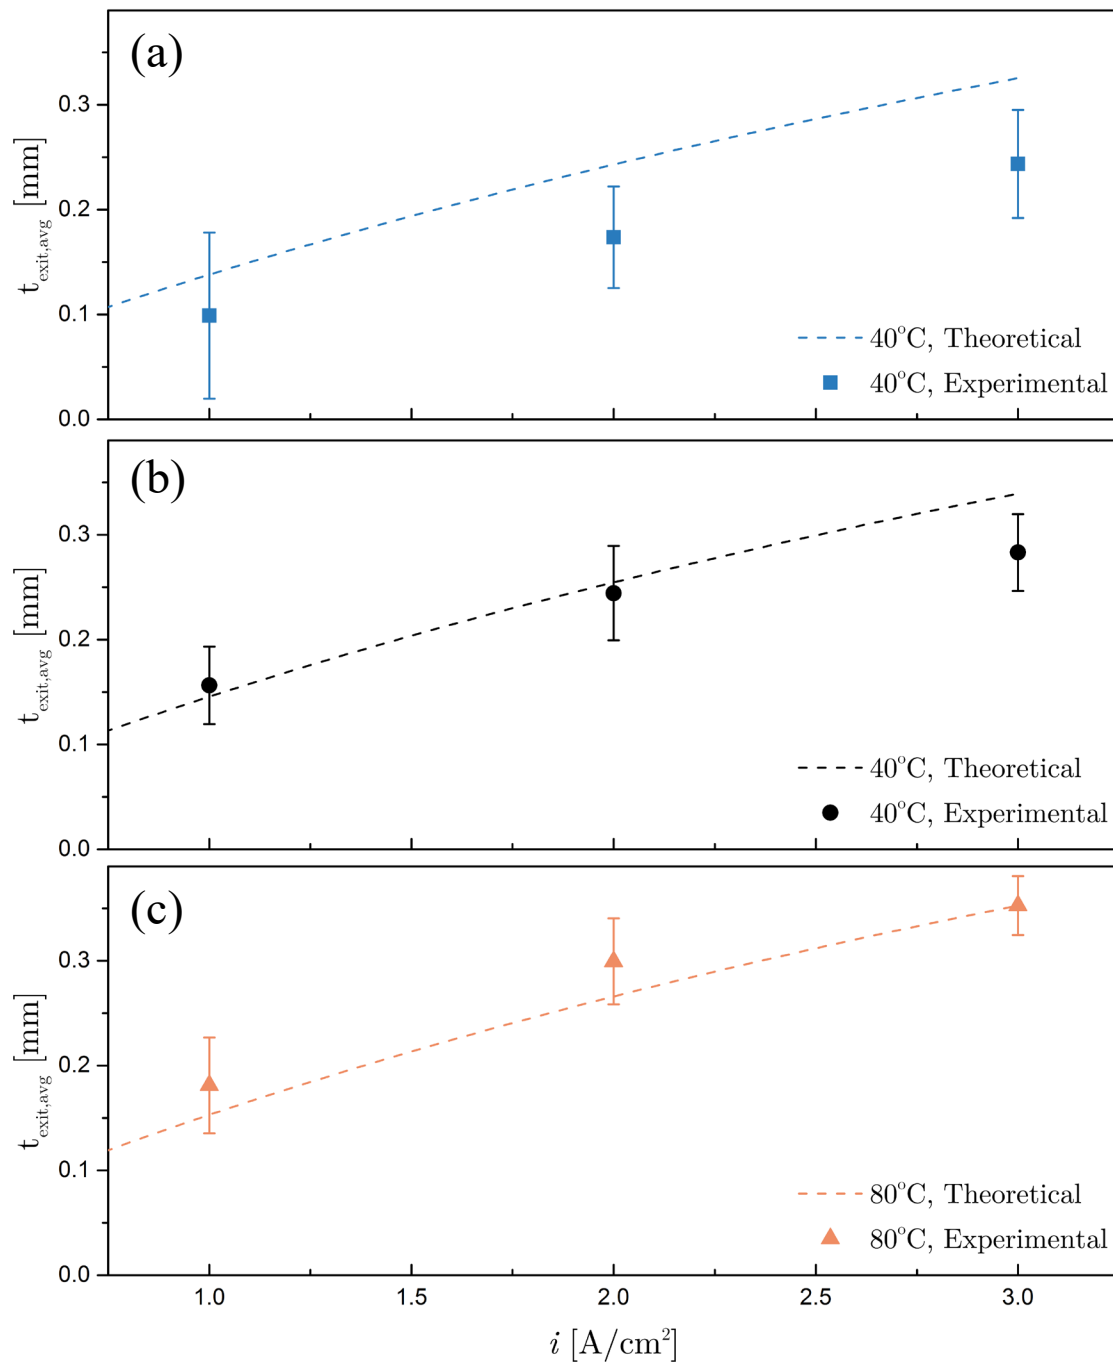 (a)
0.3
0.2
0.1
0.0
t_exit,avg [mm]
40°C, Theoretical
40°C, Experimental
(b)
0.3
0.2
0.1
0.0
t_exit,avg [mm]
40°C, Theoretical
40°C, Experimental
(c)
0.3
0.2
0.1
0.0
t_exit,avg [mm]
80°C, Theoretical
80°C, Experimental
1.0 1.5 2.0 2.5 3.0
i [A/cm²]